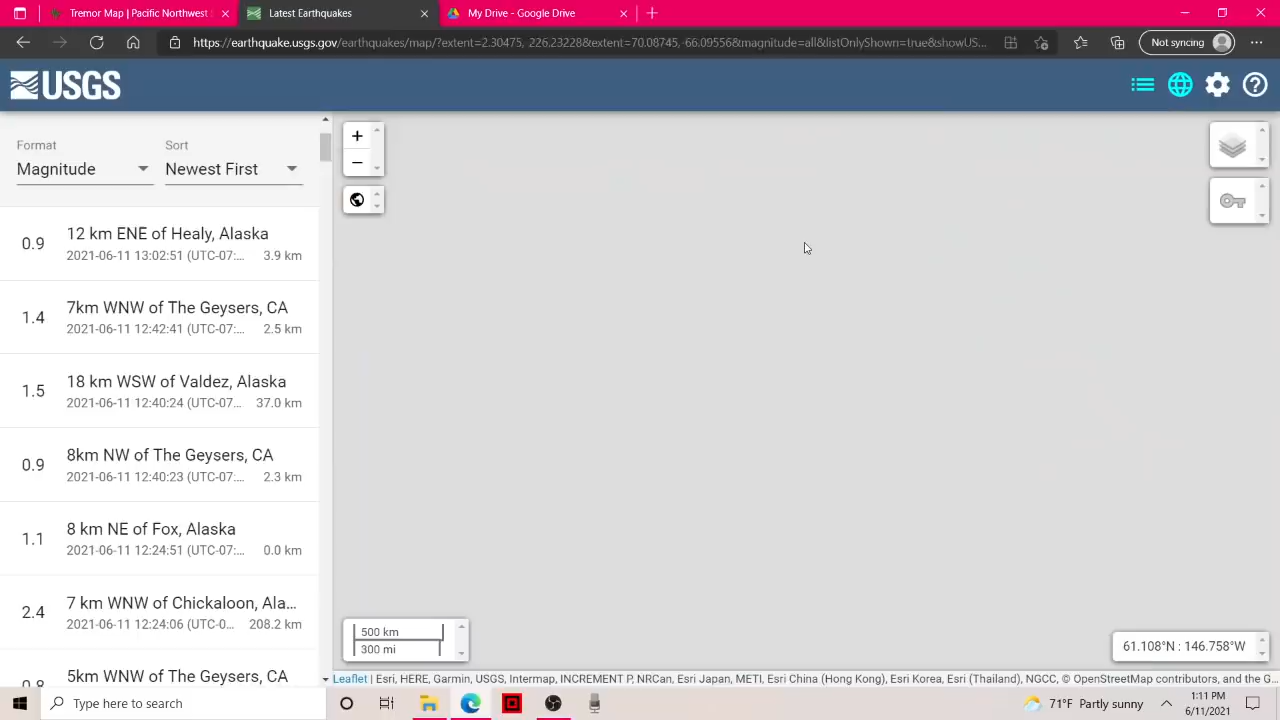 Tremor Map | Pacific Northwest
Latest Earthquakes
My Drive - Google Drive
https://earthquake.usgs.gov/earthquakes/map/?extent=2.30475,-226.23228&extent=70.08745,-66.09556&magnitude=all&listOnlyShown=true&showUS...
Not syncing
USGS
Format
Magnitude
Sort
Newest First
0.9
12 km ENE of Healy, Alaska
2021-06-11 13:02:51 (UTC-07:... 3.9 km
1.4
7km WNW of The Geysers, CA
2021-06-11 12:42:41 (UTC-07:... 2.5 km
1.5
18 km WSW of Valdez, Alaska
2021-06-11 12:40:24 (UTC-07... 37.0 km
0.9
8km NW of The Geysers, CA
2021-06-11 12:40:23 (UTC-07:... 2.3 km
1.1
8 km NE of Fox, Alaska
2021-06-11 12:24:51 (UTC-07:... 0.0 km
2.4
7 km WNW of Chickaloon, Ala...
2021-06-11 12:24:06 (UTC-0... 208.2 km
0.8
5km WNW of The Geysers, CA
+
−
500 km
300 mi
61.108°N : 146.758°W
Leaflet | Esri, HERE, Garmin, USGS, Intermap, INCREMENT P, NRCan, Esri Japan, METI, Esri China (Hong Kong), Esri Korea, Esri (Thailand), NGCC, © OpenStreetMap contributors, and the G...
Type here to search
71°F Partly sunny
1:11 PM
6/11/2021